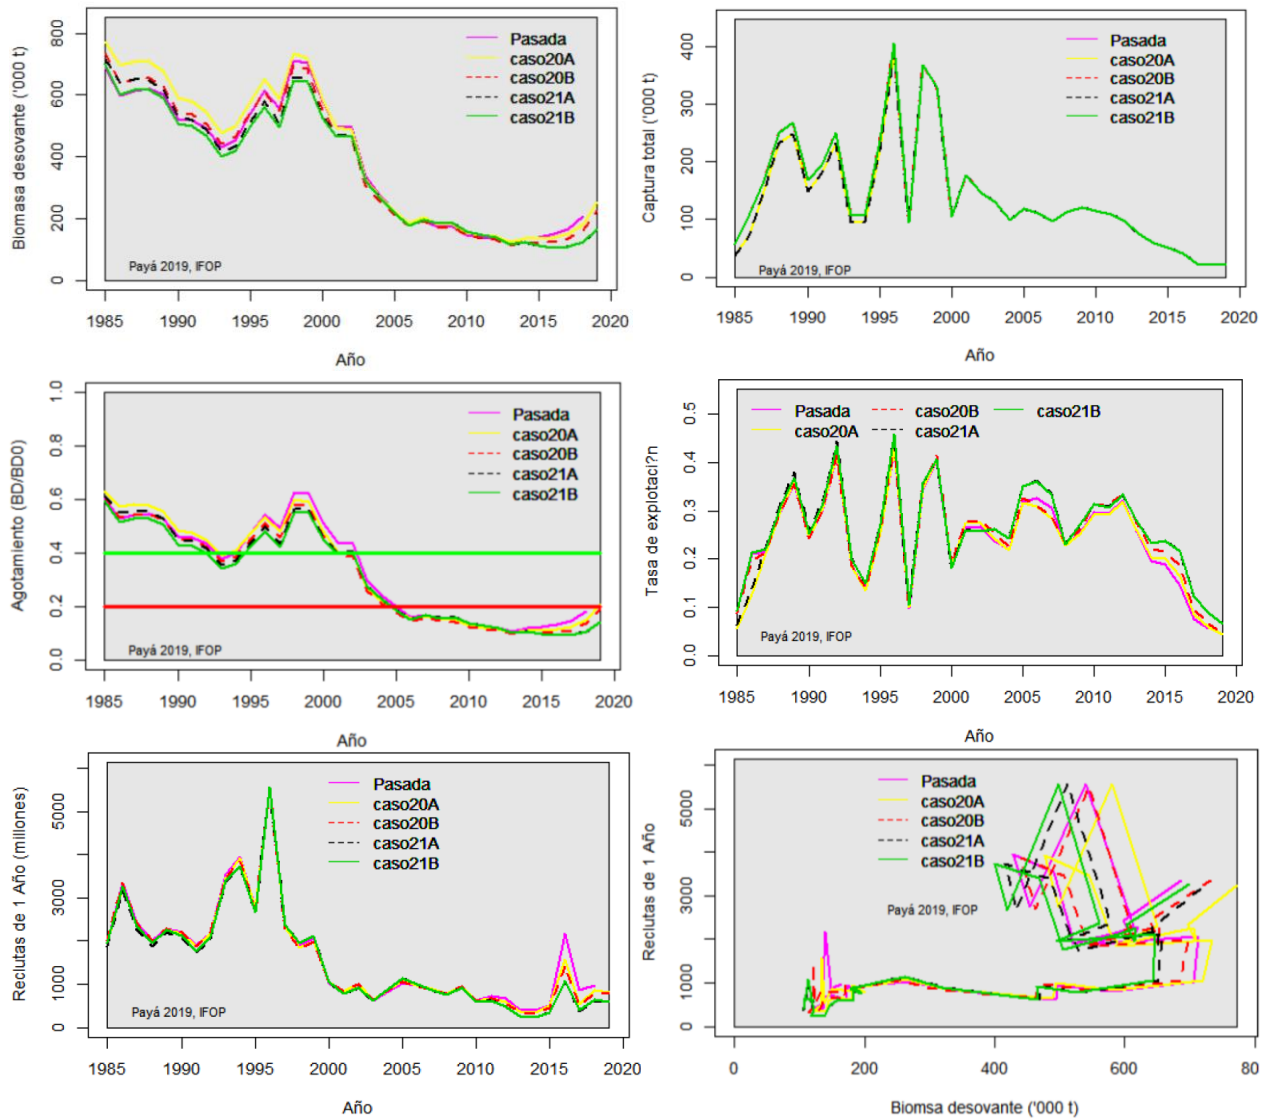 Biomasa desovante ('000 t)
800
600
400
200
0
Pasada
caso20A
caso20B
caso21A
caso21B
Payá 2019, IFOP
1985 1990 1995 2000 2005 2010 2015 2020
Año
Captura total ('000 t)
400
300
200
100
0
Pasada
caso20A
caso20B
caso21A
caso21B
Payá 2019, IFOP
1985 1990 1995 2000 2005 2010 2015 2020
Año
Agotamiento (BD/BD0)
1.0
0.8
0.6
0.4
0.2
0.0
Pasada
caso20A
caso20B
caso21A
caso21B
Payá 2019, IFOP
1985 1990 1995 2000 2005 2010 2015 2020
Año
Tasa de explotaci?n
0.5
0.4
0.3
0.2
0.1
0.0
Pasada caso20B caso21B
caso20A caso21A
Payá 2019, IFOP
1985 1990 1995 2000 2005 2010 2015 2020
Año
Reclutas de 1 Año (millones)
5000
3000
1000
0
Pasada
caso20A
caso20B
caso21A
caso21B
Payá 2019, IFOP
1985 1990 1995 2000 2005 2010 2015 2020
Año
Reclutas de 1 Año
5000
3000
1000
0
Pasada
caso20A
caso20B
caso21A
caso21B
Payá 2019, IFOP
0 200 400 600 80
Biomsa desovante ('000 t)